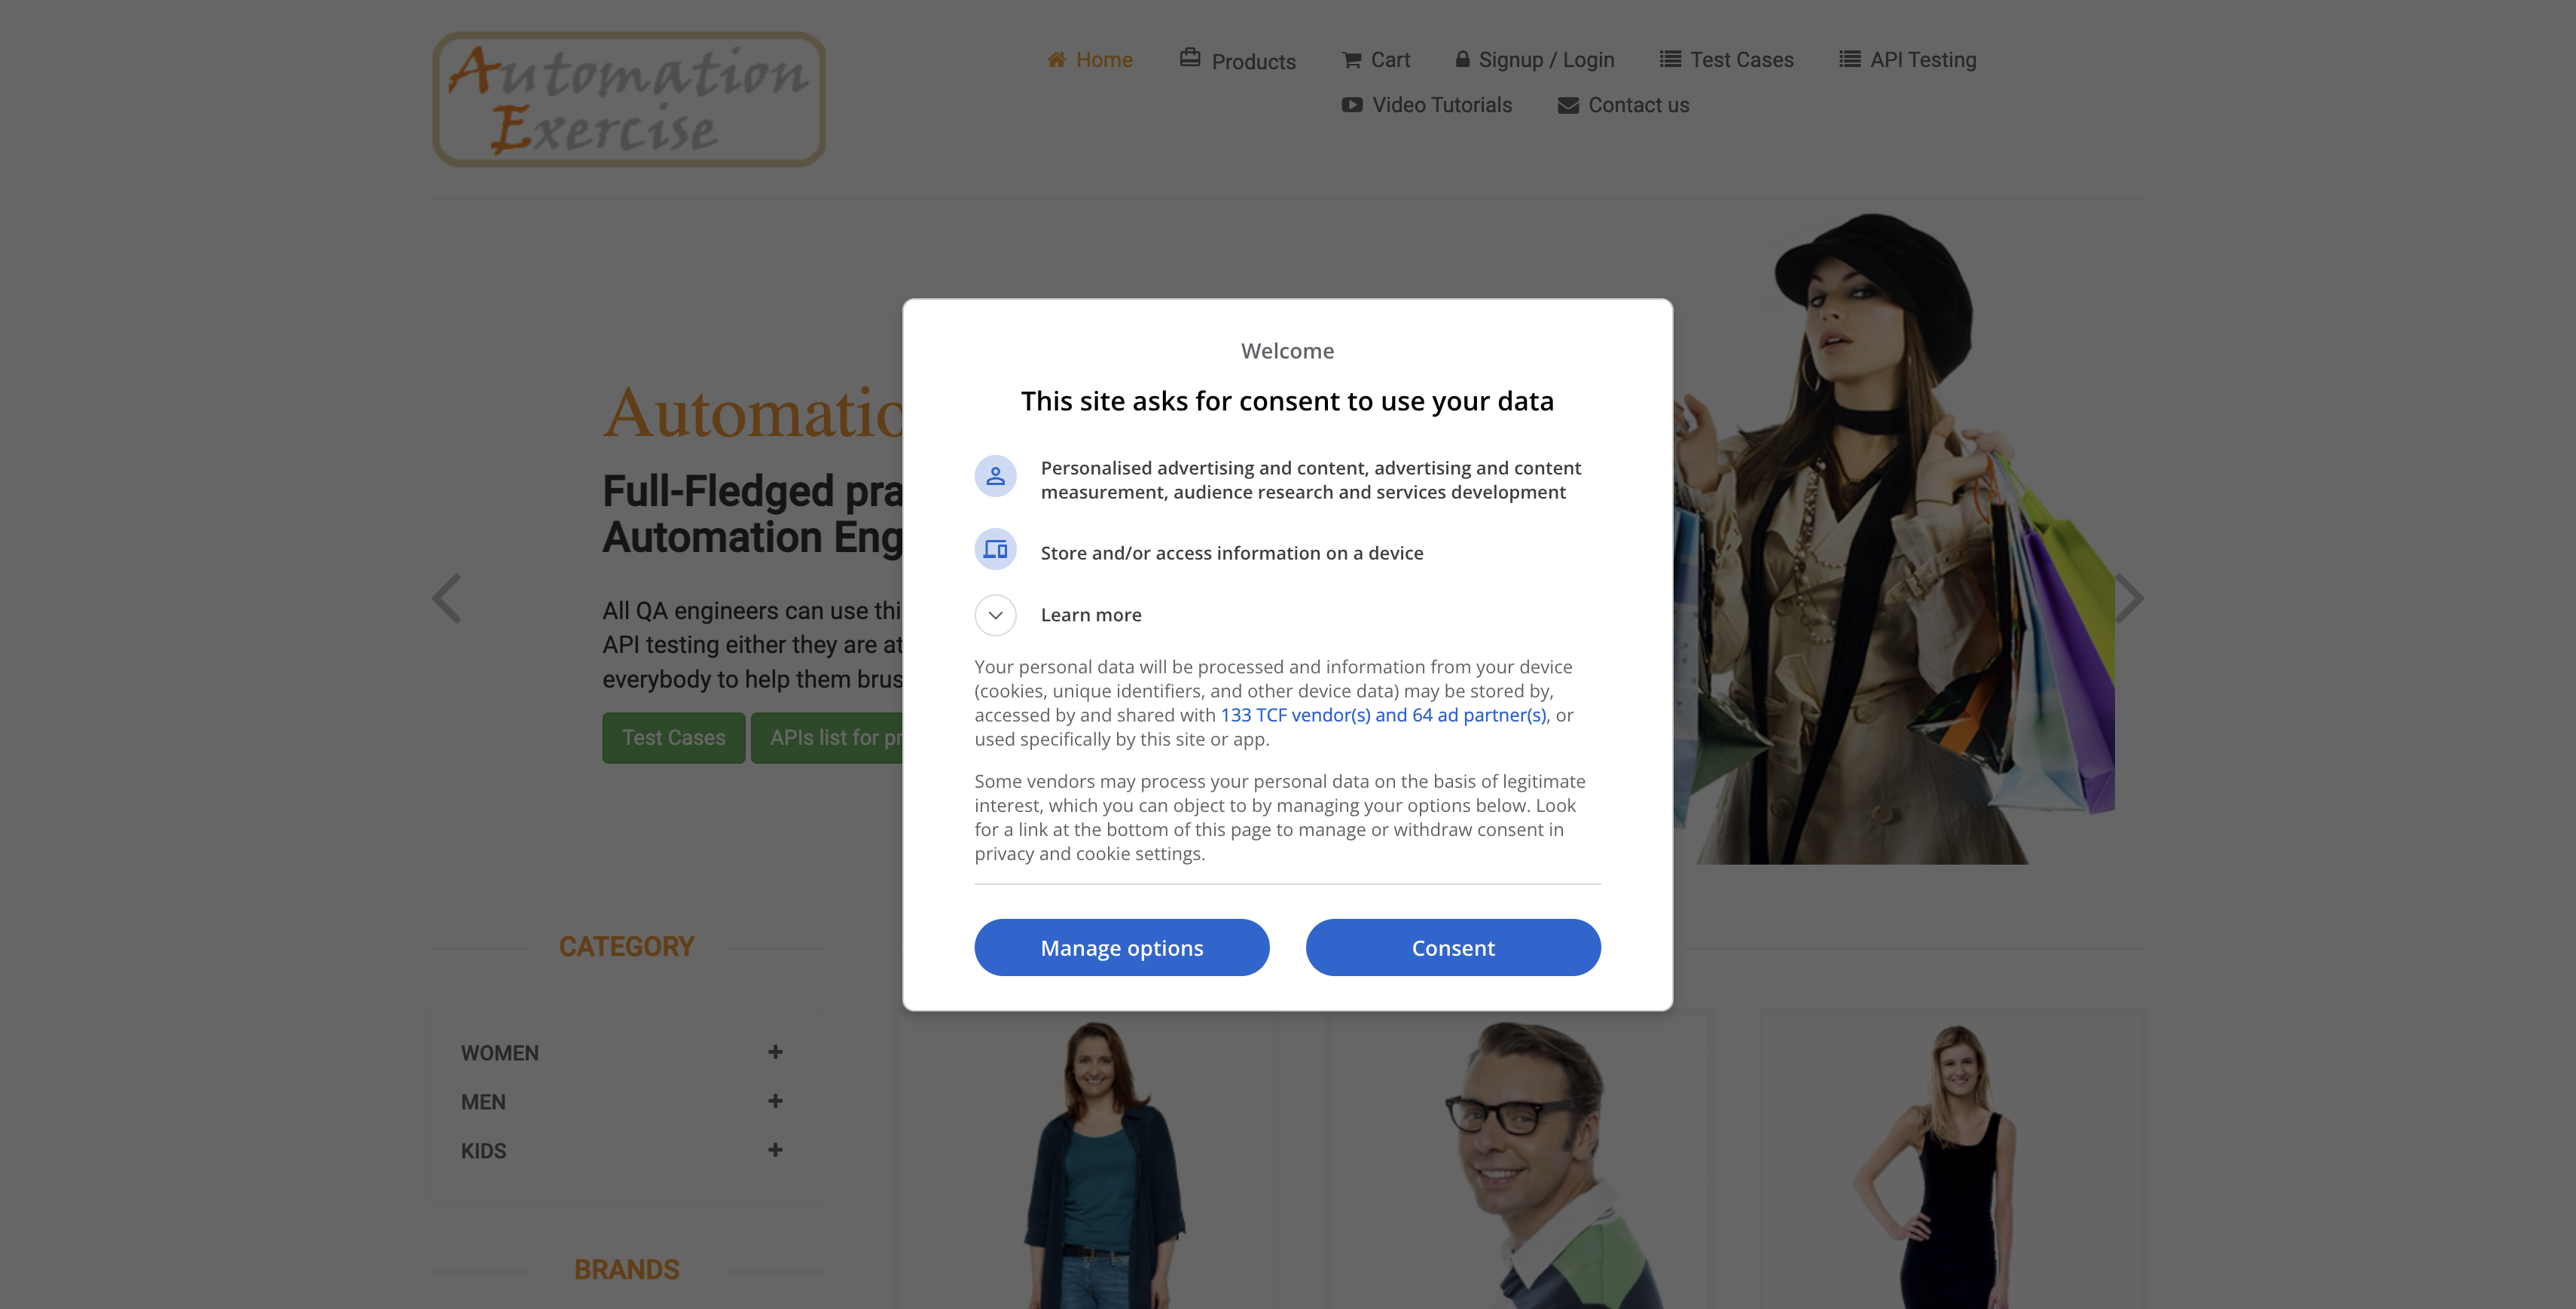 Automation
Exercise
Home
Products
Cart
Signup / Login
Test Cases
API Testing
Video Tutorials
Contact us
Automatio
Full-Fledged pra
Automation Eng
All QA engineers can use thi
API testing either they are at
everybody to help them brus
Test Cases
APIs list for pr
Welcome
This site asks for consent to use your data
Personalised advertising and content, advertising and content
measurement, audience research and services development
Store and/or access information on a device
Learn more
Your personal data will be processed and information from your device
(cookies, unique identifiers, and other device data) may be stored by,
accessed by and shared with 133 TCF vendor(s) and 64 ad partner(s), or
used specifically by this site or app.
Some vendors may process your personal data on the basis of legitimate
interest, which you can object to by managing your options below. Look
for a link at the bottom of this page to manage or withdraw consent in
privacy and cookie settings.
Manage options
Consent
CATEGORY
WOMEN
MEN
KIDS
BRANDS